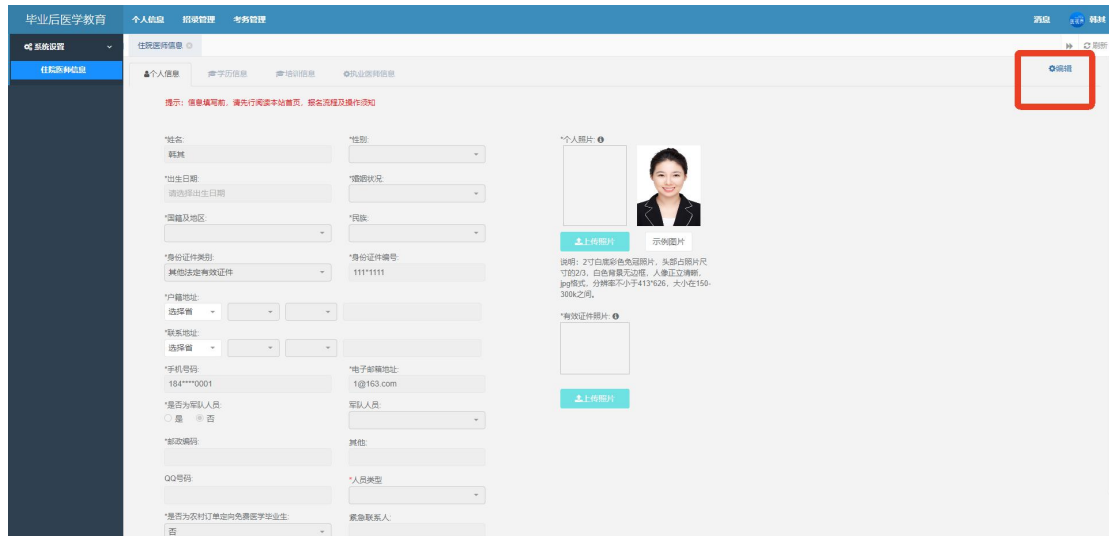 毕业后医学教育 个人信息 招录管理 考务管理 消息 韩梅
系统设置 住院医师信息 刷新
住院医师信息 个人信息 学历信息 培训信息 执业医师信息 编辑
提示：信息填写前，请先行阅读本站首页，报名流程及操作须知
*姓名: *性别: *个人照片:
*出生日期: *婚姻状况:
请选择出生日期
*国籍及地区: *民族:
上传照片 示例图片
*身份证件类别: *身份证件编号:
其他法定有效证件 111*1111
说明：2寸白底彩色免冠照片，头部占照片尺
寸的2/3，白色背景无边框，人像正立清晰，
jpg格式，分辨率不小于413*626，大小在150-
300k之间。
*户籍地址:
选择省
*有效证件照片:
*联系地址:
选择省
*手机号码: *电子邮箱地址:
184****0001 1@163.com
上传照片
*是否为军队人员: 军队人员:
是 否
*邮政编码: 其他:
QQ号码: *人员类型
*是否为农村订单定向免费医学毕业生: 紧急联系人:
否